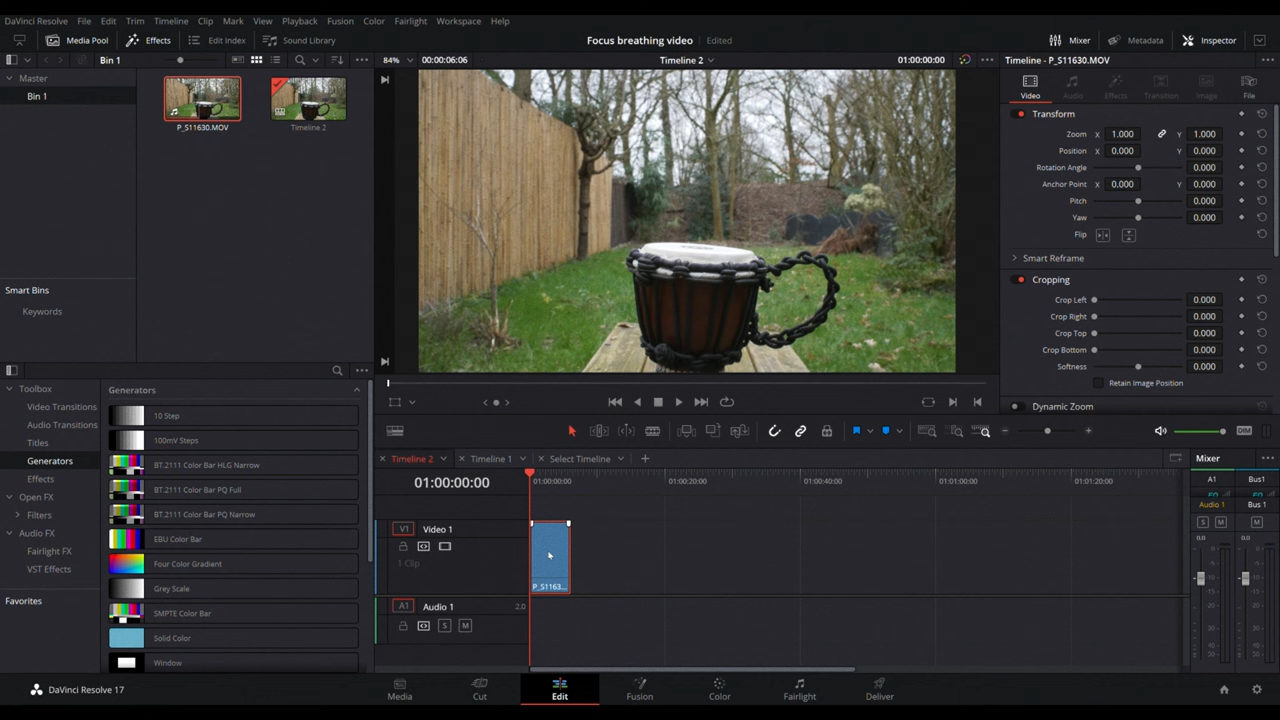 DaVinci Resolve File Edit Trim Timeline Clip Mark View Playback Fusion Color Fairlight Workspace Help
Media Pool Effects Edit Index Sound Library Focus breathing video Edited Mixer Metadata Inspector
Bin 1 84% 00:00:06:06 Timeline 2 01:00:00:00 Timeline - P_S11630.MOV
Master
Bin 1
P_S11630.MOV Timeline 2
Smart Bins
Keywords
Video Audio Effects Transition Image File
Transform
Zoom X 1.000 Y 1.000
Position X 0.000 Y 0.000
Rotation Angle 0.000
Anchor Point X 0.000 Y 0.000
Pitch 0.000
Yaw 0.000
Flip
Smart Reframe
Cropping
Crop Left 0.000
Crop Right 0.000
Crop Top 0.000
Crop Bottom 0.000
Softness 0.000
Retain Image Position
Dynamic Zoom
Toolbox
Video Transitions
Audio Transitions
Titles
Generators
Effects
Open FX
Filters
Audio FX
Fairlight FX
VST Effects
Favorites
Generators
10 Step
100mV Steps
BT.2111 Color Bar HLG Narrow
BT.2111 Color Bar PQ Full
BT.2111 Color Bar PQ Narrow
EBU Color Bar
Four Color Gradient
Grey Scale
SMPTE Color Bar
Solid Color
Window
DIM
Timeline 2 Timeline 1 Select Timeline
01:00:00:00 01:00:00:00 01:00:20:00 01:00:40:00 01:01:00:00 01:01:20:00
V1 Video 1
1 Clip
P_S1163...
A1 Audio 1 2.0
S M
Mixer
A1 Bus1
EQ EQ
Audio 1 Bus 1
S M M
0.0 0.0
DaVinci Resolve 17
Media Cut Edit Fusion Color Fairlight Deliver